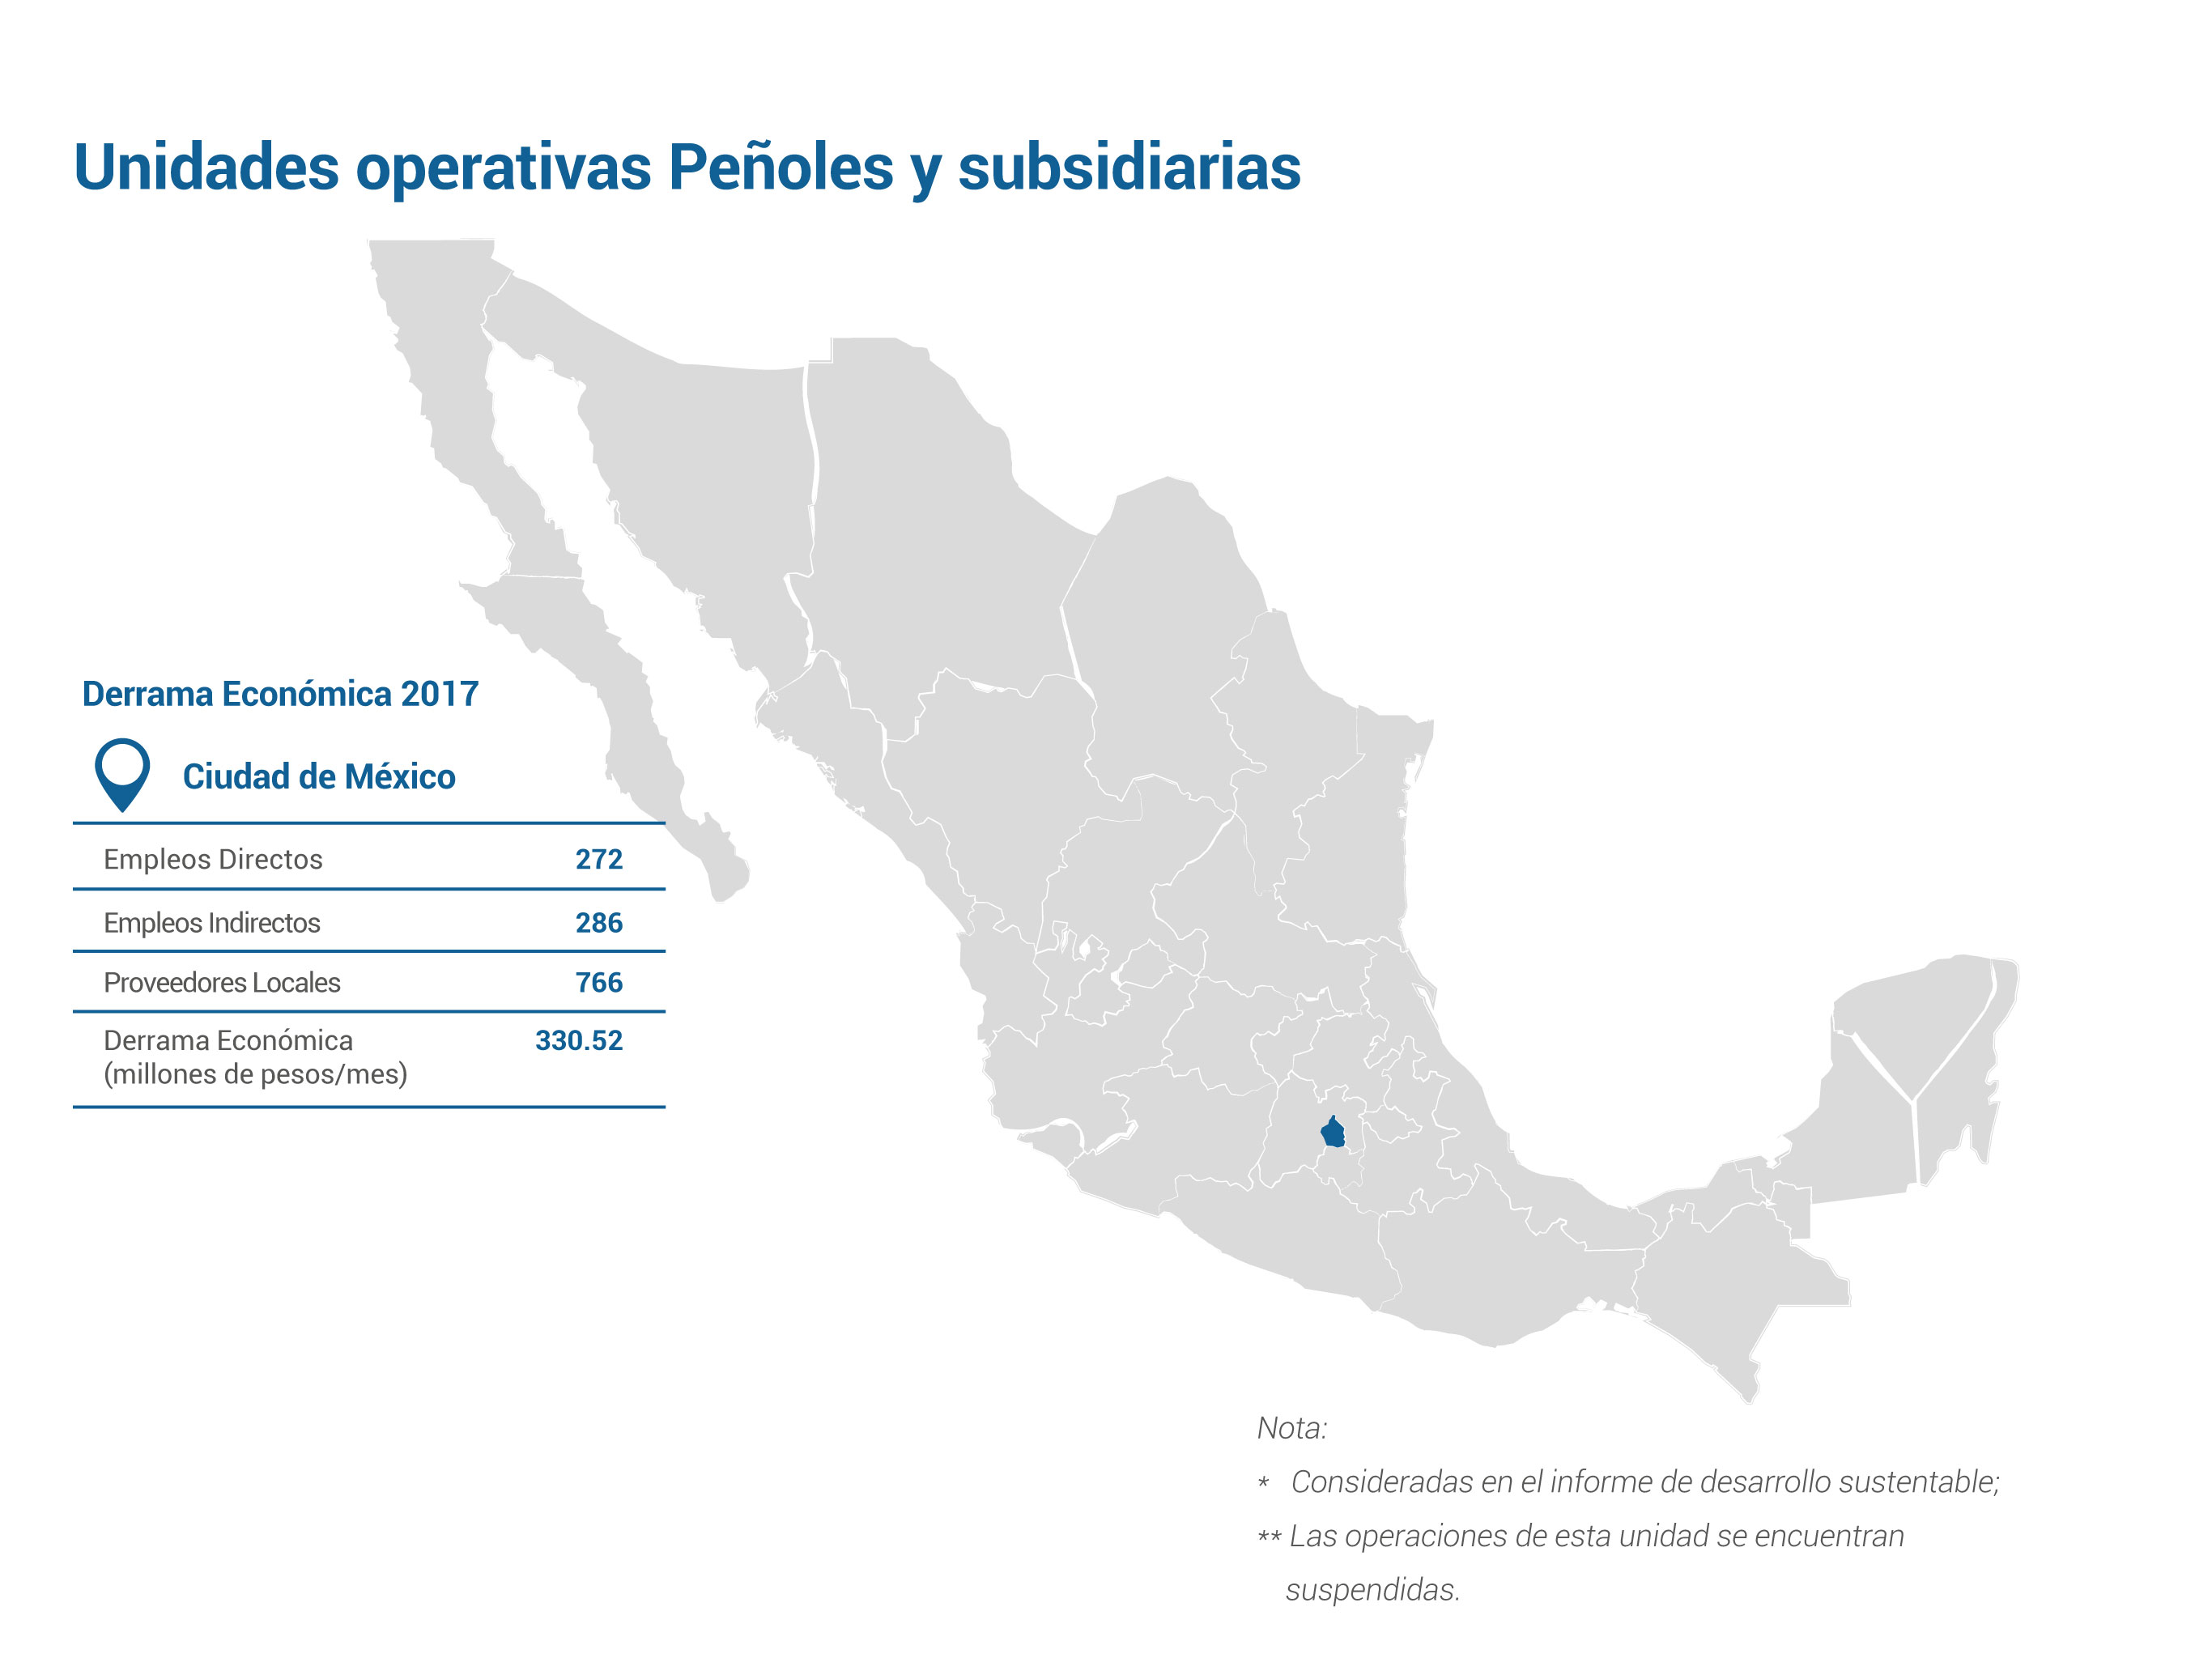 Unidades operativas Peñoles y subsidiarias
Derrama Económica 2017
Ciudad de México
Empleos Directos 272
Empleos Indirectos 286
Proveedores Locales 766
Derrama Económica 330.52
(millones de pesos/mes)
Nota:
* Consideradas en el informe de desarrollo sustentable;
** Las operaciones de esta unidad se encuentran
suspendidas.